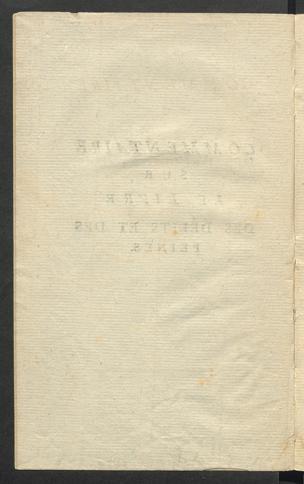 COMMENTAIRE
SUR
LE LIVRE
DES DÉLITS ET DES
PEINES.